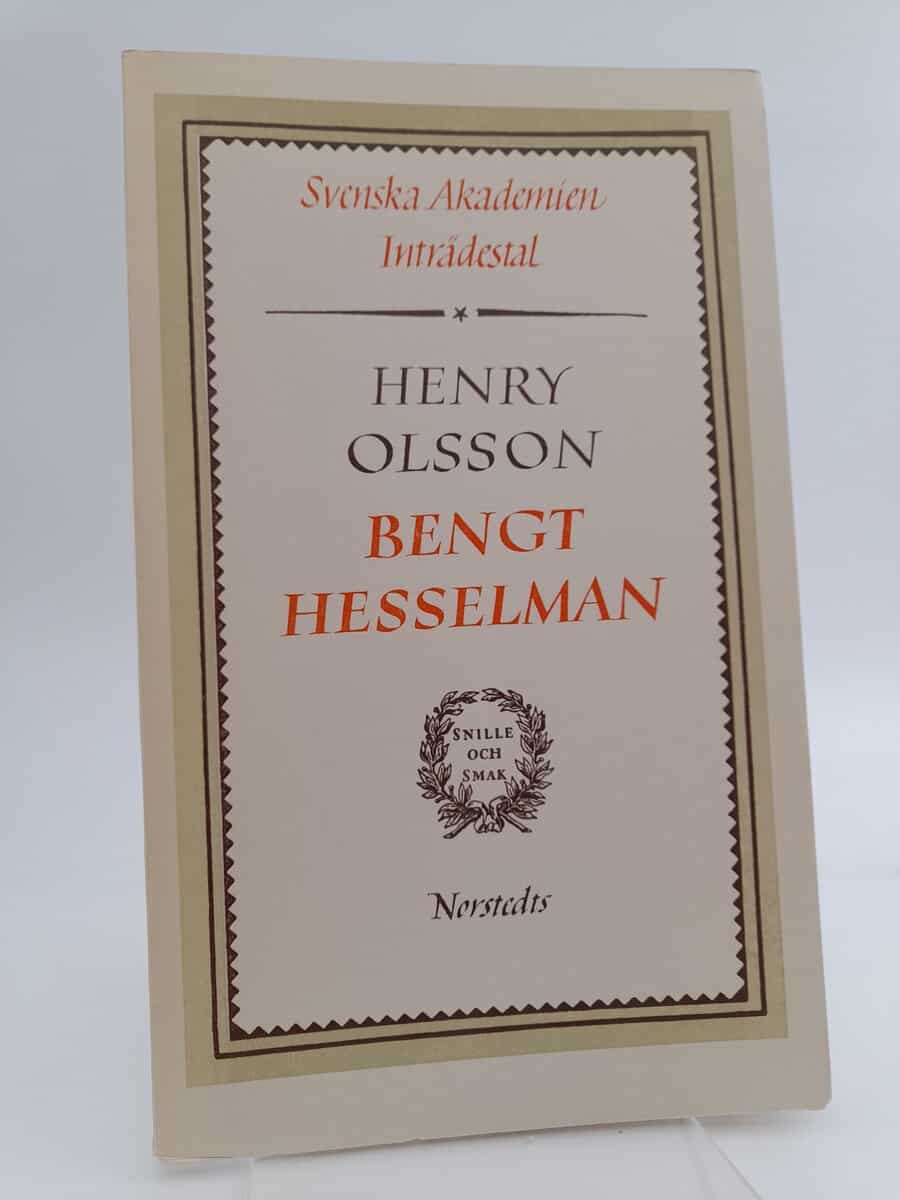 Svenska Akademien
Inträdestal
HENRY
OLSSON
BENGT
HESSELMAN
SNILLE
OCH
SMAK
Norstedts